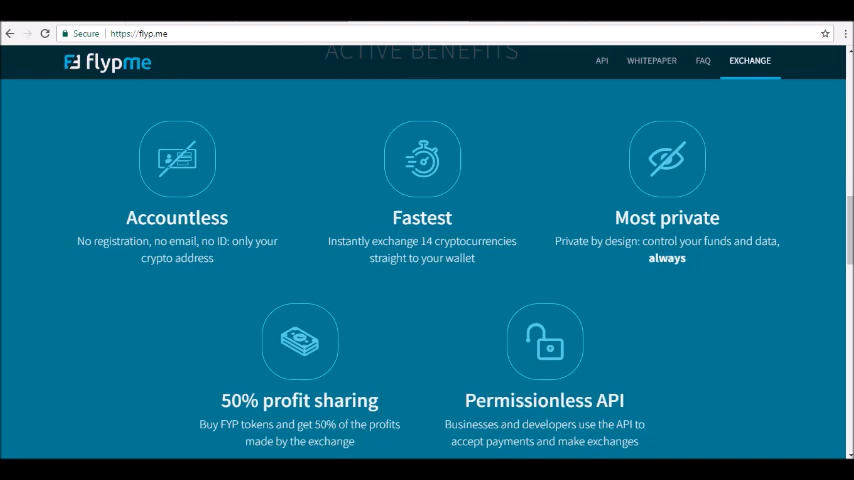 Secure https://flyp.me
ACTIVE BENEFITS
flypme API WHITEPAPER FAQ EXCHANGE
Accountless
No registration, no email, no ID: only your
crypto address
Fastest
Instantly exchange 14 cryptocurrencies
straight to your wallet
Most private
Private by design: control your funds and data,
always
50% profit sharing
Buy FYP tokens and get 50% of the profits
made by the exchange
Permissionless API
Businesses and developers use the API to
accept payments and make exchanges